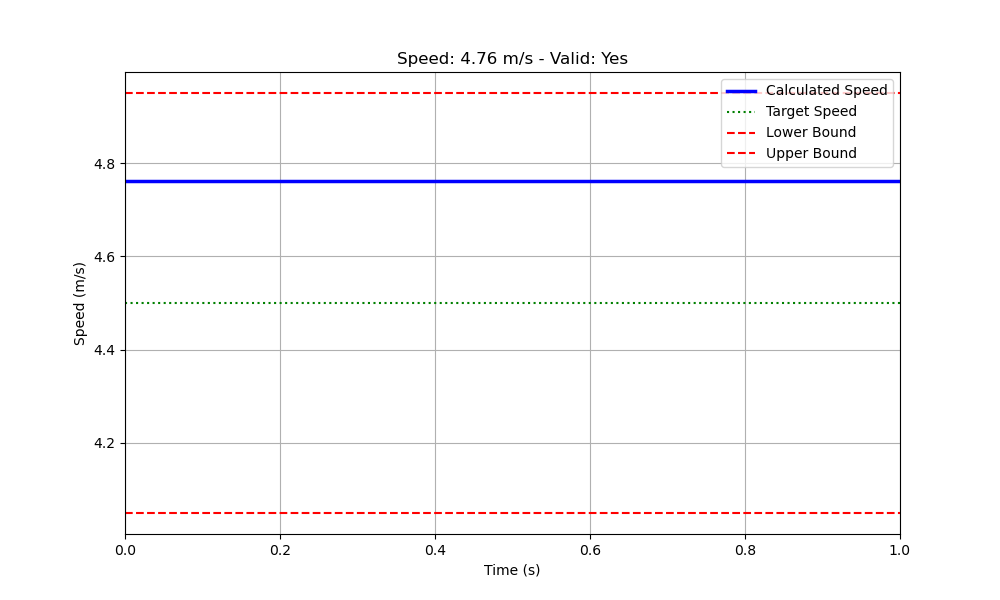 Speed: 4.76 m/s - Valid: Yes
Calculated Speed
Target Speed
Lower Bound
Upper Bound
4.8
4.6
4.4
4.2
Speed (m/s)
0.0 0.2 0.4 0.6 0.8 1.0
Time (s)